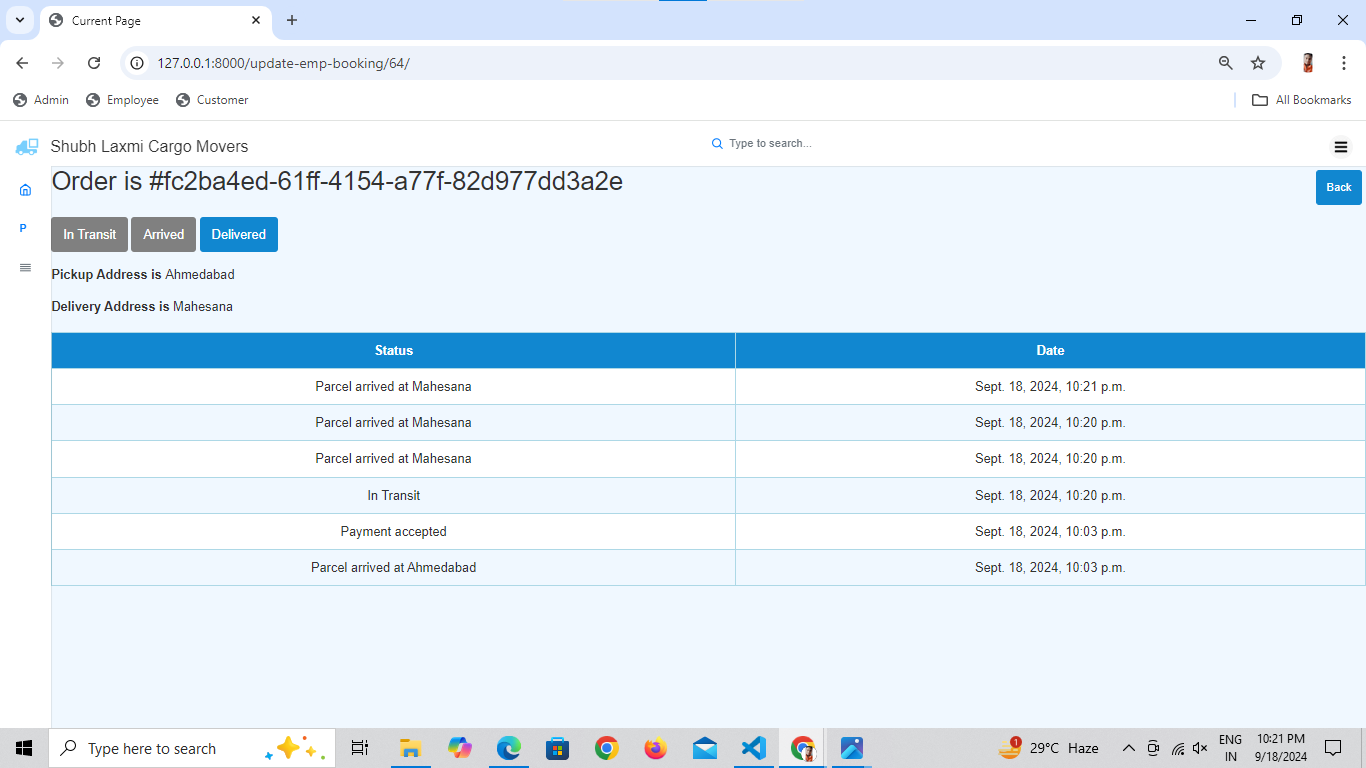 Current Page
127.0.0.1:8000/update-emp-booking/64/
Admin Employee Customer All Bookmarks
Shubh Laxmi Cargo Movers Type to search...
Order is #fc2ba4ed-61ff-4154-a77f-82d977dd3a2e Back
P
In Transit Arrived Delivered
Pickup Address is Ahmedabad
Delivery Address is Mahesana
Status Date
Parcel arrived at Mahesana Sept. 18, 2024, 10:21 p.m.
Parcel arrived at Mahesana Sept. 18, 2024, 10:20 p.m.
Parcel arrived at Mahesana Sept. 18, 2024, 10:20 p.m.
In Transit Sept. 18, 2024, 10:20 p.m.
Payment accepted Sept. 18, 2024, 10:03 p.m.
Parcel arrived at Ahmedabad Sept. 18, 2024, 10:03 p.m.
Type here to search 1 29°C Haze ENG 10:21 PM
IN 9/18/2024